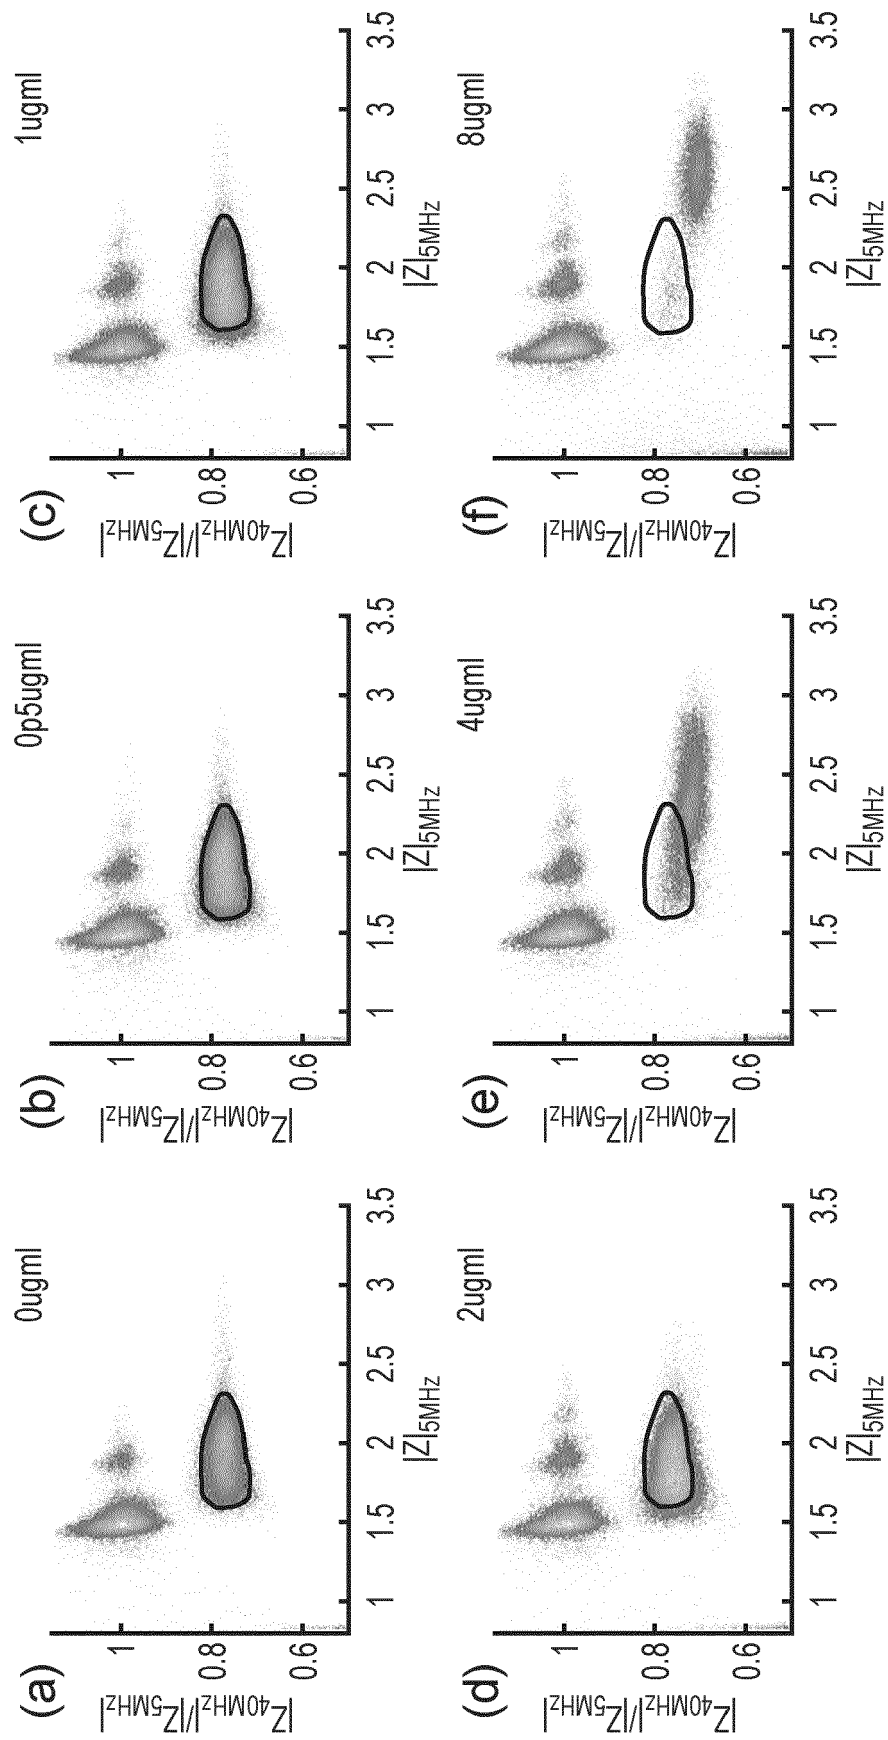 (a)
0ugml
|Z40MHz|/|Z5MHz|
1
0.8
0.6
1 1.5 2 2.5 3 3.5
|Z|5MHz
(b)
0p5ugml
|Z40MHz|/|Z5MHz|
1
0.8
0.6
1 1.5 2 2.5 3 3.5
|Z|5MHz
(c)
1ugml
|Z40MHz|/|Z5MHz|
1
0.8
0.6
1 1.5 2 2.5 3 3.5
|Z|5MHz
(d)
2ugml
|Z40MHz|/|Z5MHz|
1
0.8
0.6
1 1.5 2 2.5 3 3.5
|Z|5MHz
(e)
4ugml
|Z40MHz|/|Z5MHz|
1
0.8
0.6
1 1.5 2 2.5 3 3.5
|Z|5MHz
(f)
8ugml
|Z40MHz|/|Z5MHz|
1
0.8
0.6
1 1.5 2 2.5 3 3.5
|Z|5MHz